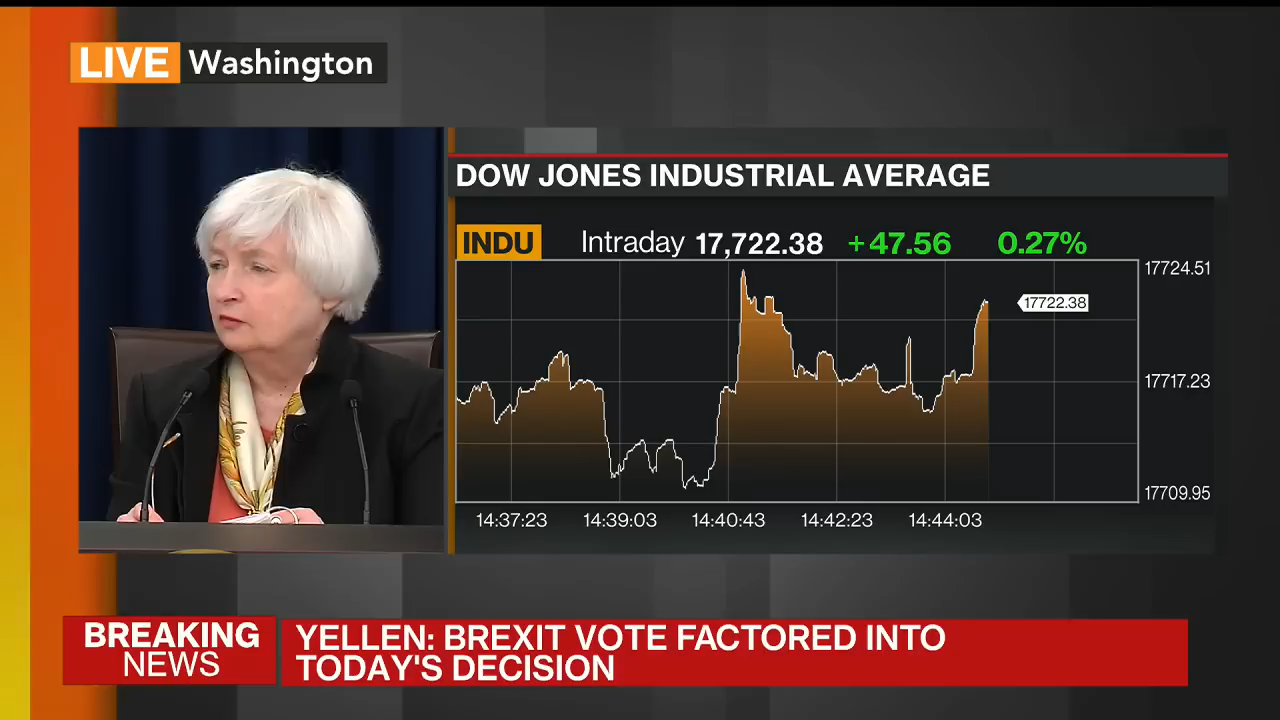 LIVE Washington
DOW JONES INDUSTRIAL AVERAGE
INDU Intraday 17,722.38 +47.56 0.27%
17724.51
17722.38
17717.23
17709.95
14:37:23 14:39:03 14:40:43 14:42:23 14:44:03
BREAKING NEWS
YELLEN: BREXIT VOTE FACTORED INTO
TODAY'S DECISION